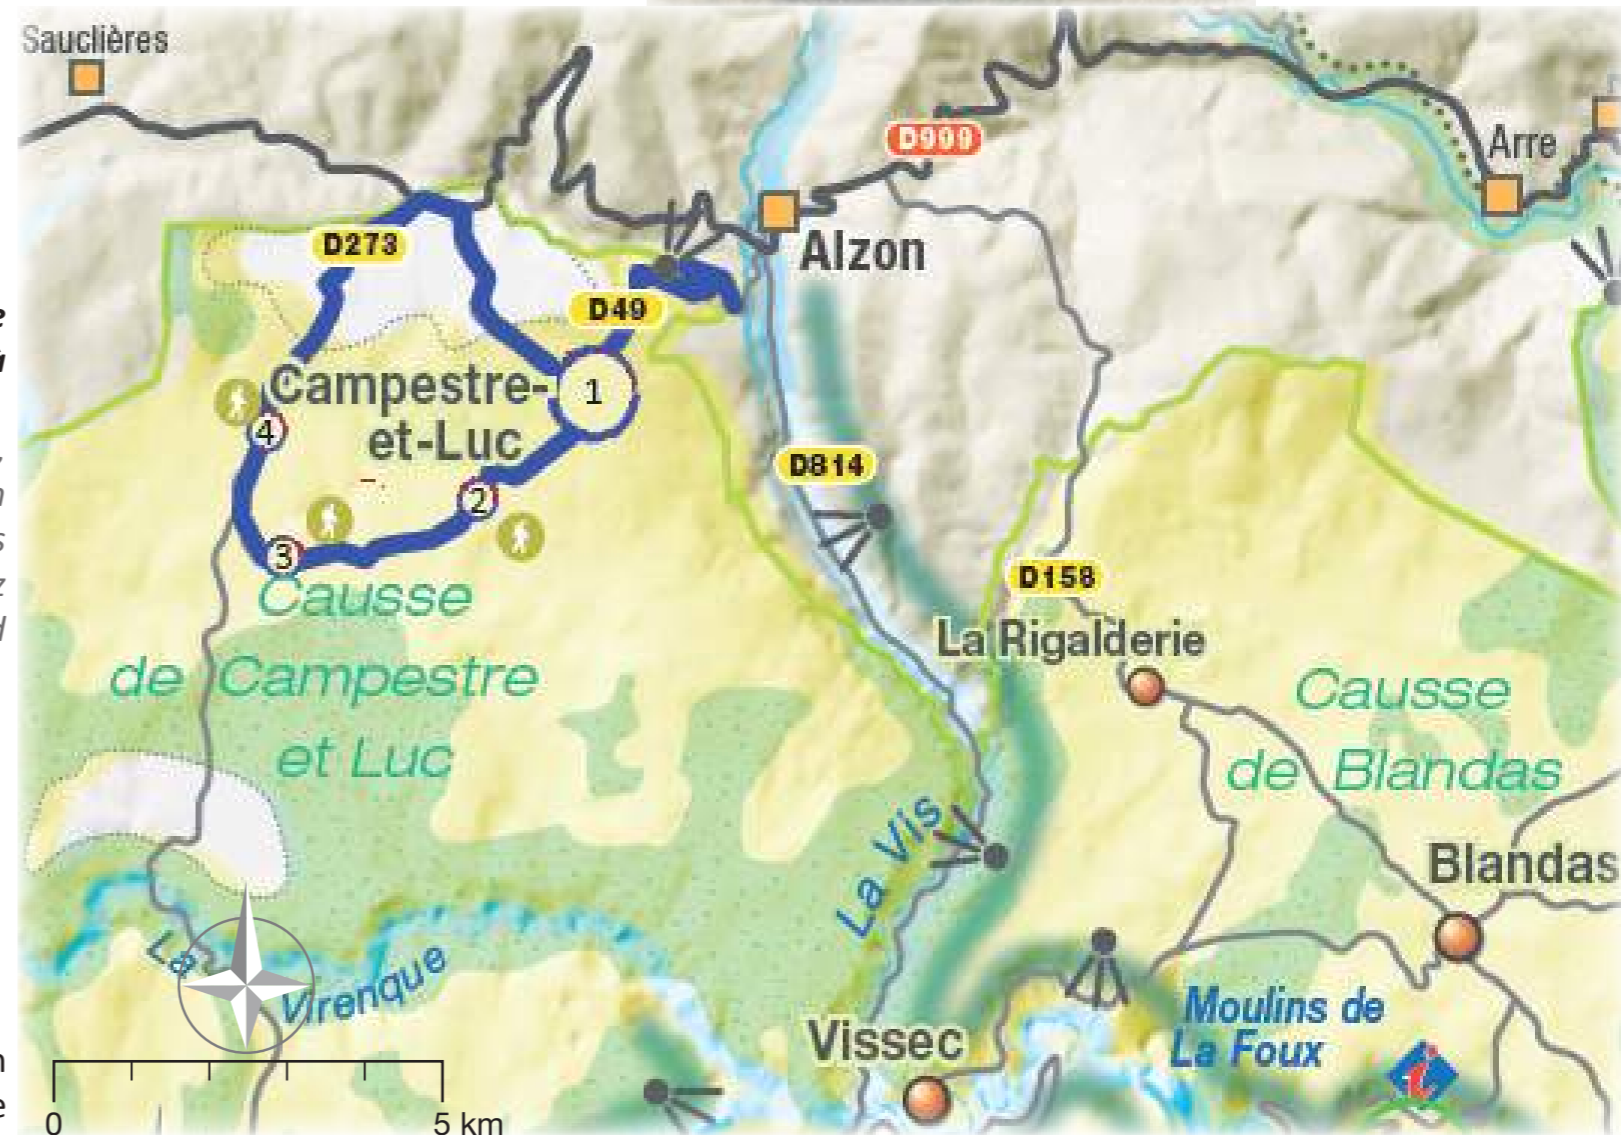 Sauclières
D999
Arre
Alzon
D273
D49
Campestre-
et-Luc
1
2
3
4
D814
D158
Causse
de Campestre
et Luc
La Rigalderie
Causse
de Blandas
La Vis
Blandas
La Virenque
Vissec
Moulins de
La Foux
i
0 5 km